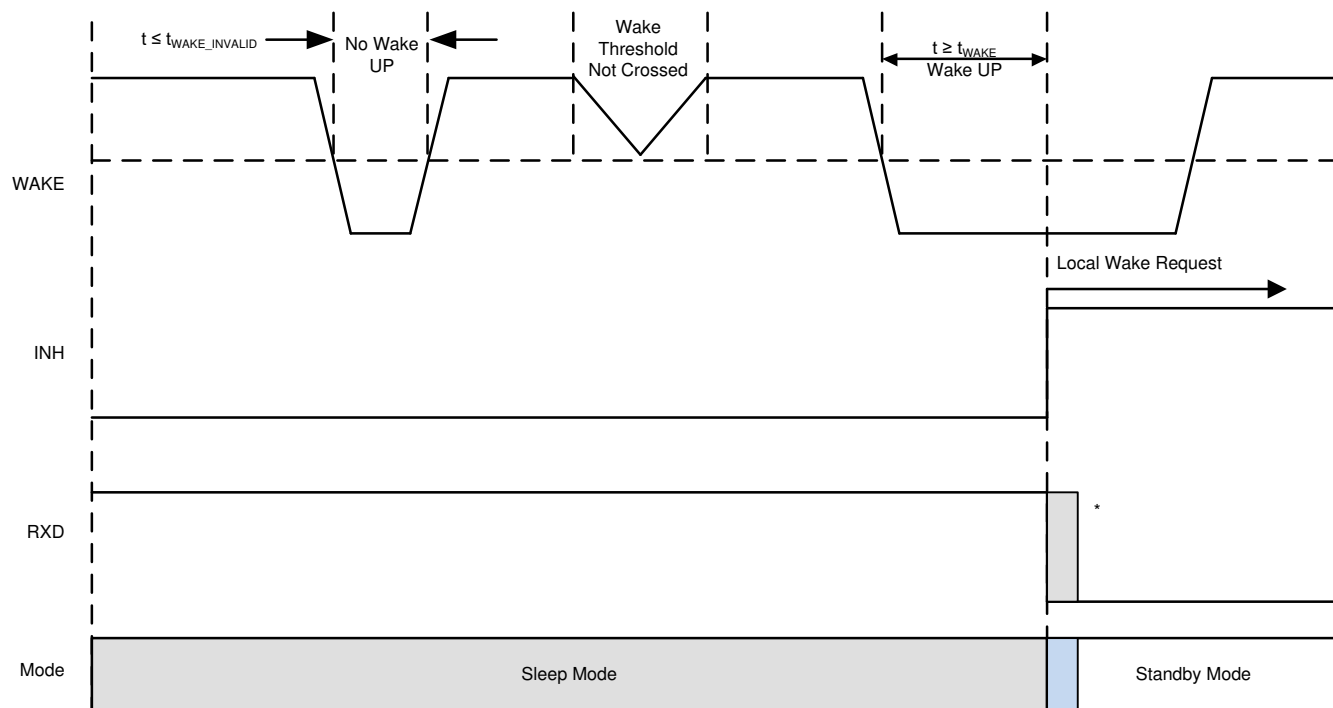 t ≤ tWAKE_INVALID
No Wake
UP
Wake
Threshold
Not Crossed
t ≥ tWAKE
Wake UP
WAKE
Local Wake Request
INH
RXD
*
Mode
Sleep Mode
Standby Mode